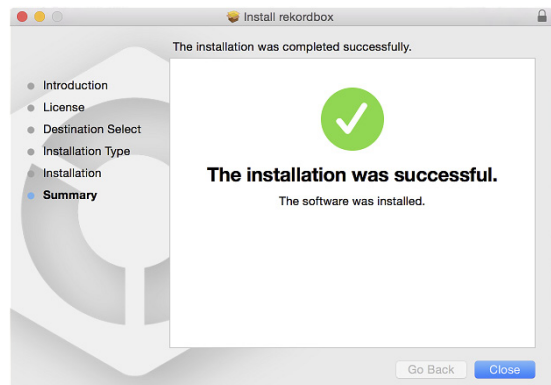 Install rekordbox
The installation was completed successfully.
Introduction
License
Destination Select
Installation Type
Installation
Summary
The installation was successful.
The software was installed.
Go Back
Close